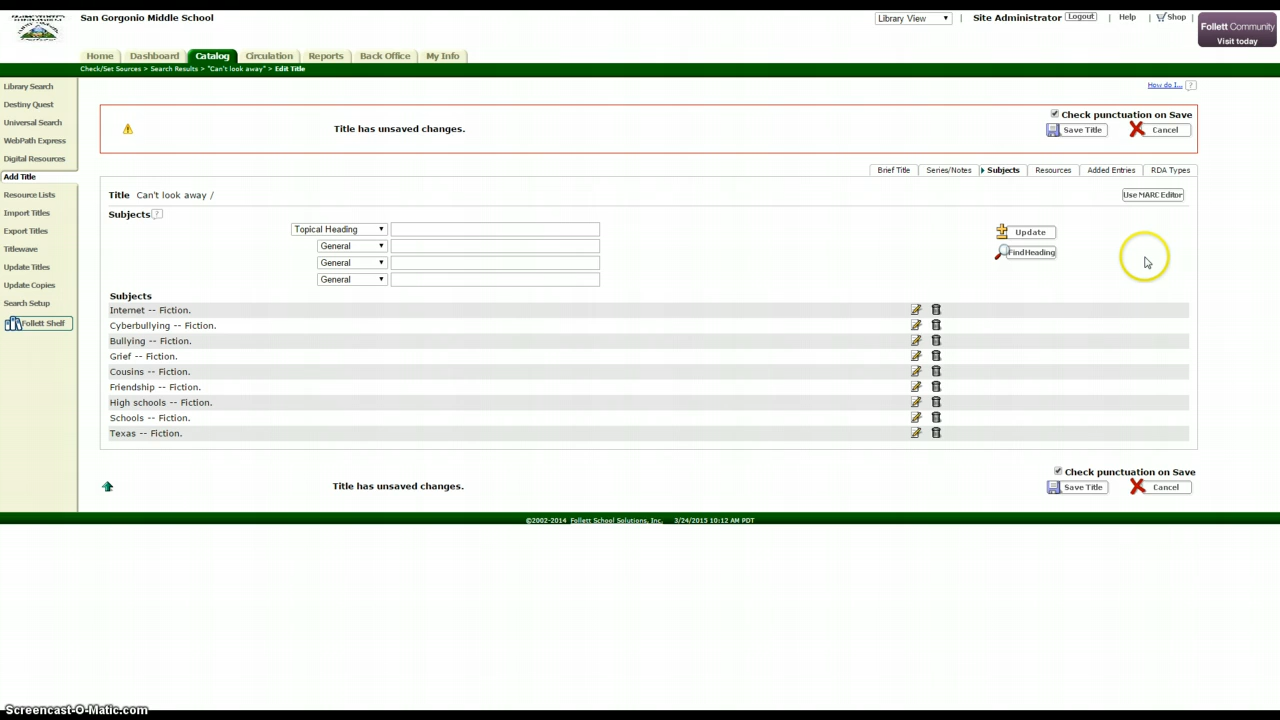 San Gorgonio Middle School
Library View
Site Administrator
Logout
Help
Shop
Follett Community
Visit today
Home
Dashboard
Catalog
Circulation
Reports
Back Office
My Info
Check/Set Sources > Search Results > "Can't look away" > Edit Title
Library Search
Destiny Quest
Universal Search
WebPath Express
Digital Resources
Add Title
Resource Lists
Import Titles
Export Titles
Titlewave
Update Titles
Update Copies
Search Setup
Follett Shelf
How do I...
?
Title has unsaved changes.
Check punctuation on Save
Save Title
Cancel
Brief Title
Series/Notes
Subjects
Resources
Added Entries
RDA Types
Title Can't look away /
Use MARC Editor
Subjects ?
Topical Heading
General
General
General
Update
FindHeading
Subjects
Internet -- Fiction.
Cyberbullying -- Fiction.
Bullying -- Fiction.
Grief -- Fiction.
Cousins -- Fiction.
Friendship -- Fiction.
High schools -- Fiction.
Schools -- Fiction.
Texas -- Fiction.
Title has unsaved changes.
Check punctuation on Save
Save Title
Cancel
©2002-2014 Follett School Solutions, Inc. 3/24/2015 10:12 AM PDT
Screencast-O-Matic.com